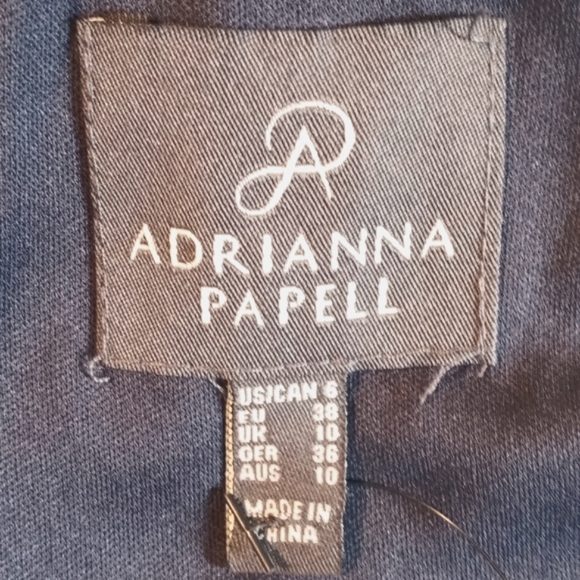 ADRIANNA
PAPELL
US/CAN 6
EU 38
UK 10
GER 36
AUS 10
MADE IN
CHINA